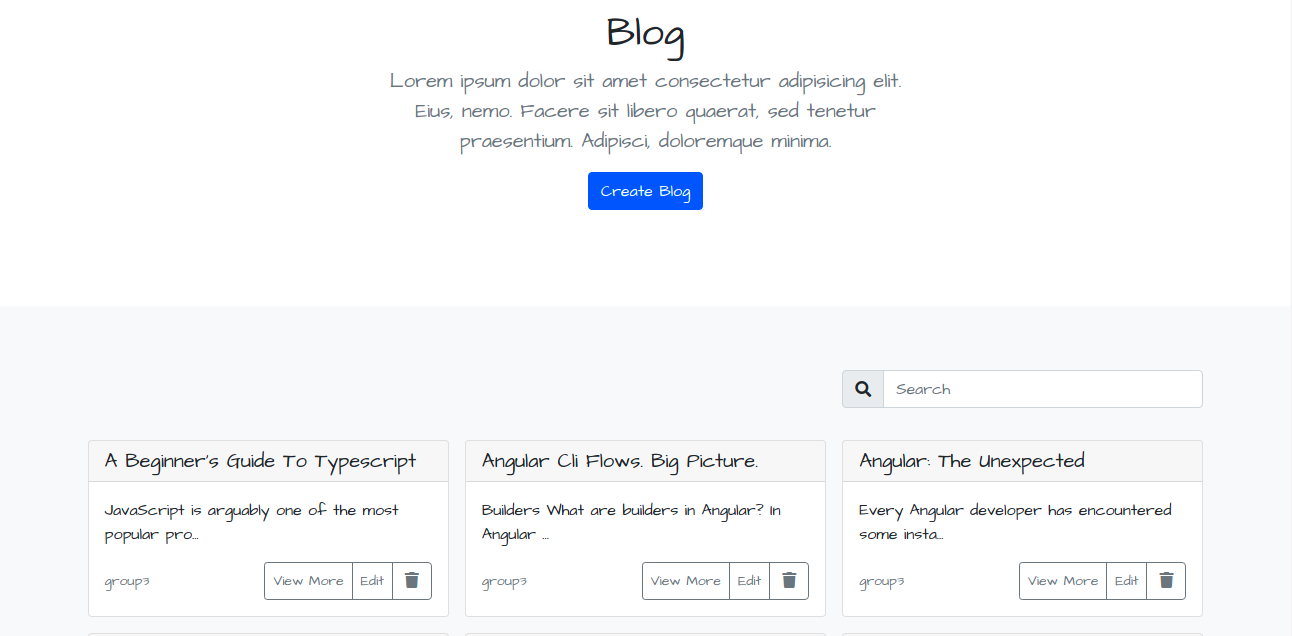 Blog
Lorem ipsum dolor sit amet consectetur adipisicing elit.
Eius, nemo. Facere sit libero quaerat, sed tenetur
praesentium. Adipisci, doloremque minima.
Create Blog
Search
A Beginner's Guide To Typescript
JavaScript is arguably one of the most
popular pro...
group3
View More Edit
Angular Cli Flows. Big Picture.
Builders What are builders in Angular? In
Angular ...
group3
View More Edit
Angular: The Unexpected
Every Angular developer has encountered
some insta...
group3
View More Edit